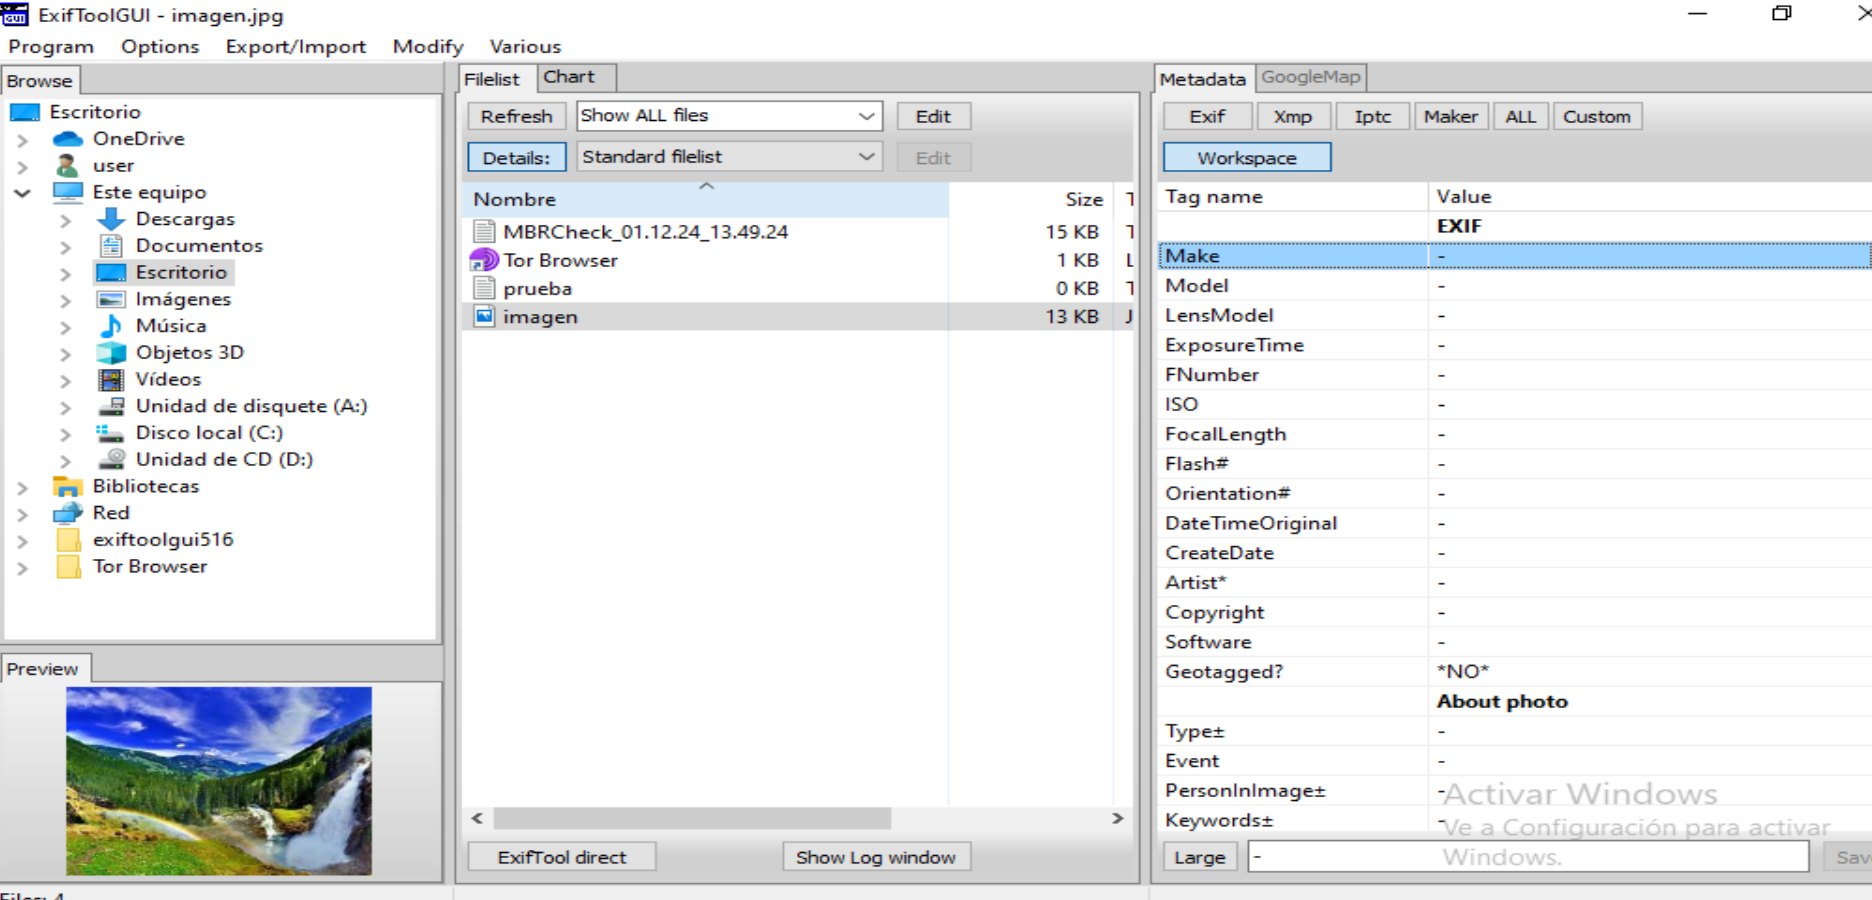 ExifToolGUI - imagen.jpg
Program Options Export/Import Modify Various
Browse
Escritorio
OneDrive
user
Este equipo
Descargas
Documentos
Escritorio
Imágenes
Música
Objetos 3D
Vídeos
Unidad de disquete (A:)
Disco local (C:)
Unidad de CD (D:)
Bibliotecas
Red
exiftoolgui516
Tor Browser
Preview
Filelist Chart
Refresh Show ALL files Edit
Details: Standard filelist Edit
Nombre Size T
MBRCheck_01.12.24_13.49.24 15 KB T
Tor Browser 1 KB L
prueba 0 KB T
imagen 13 KB J
ExifTool direct Show Log window
Metadata GoogleMap
Exif Xmp Iptc Maker ALL Custom
Workspace
Tag name Value
EXIF
Make -
Model -
LensModel -
ExposureTime -
FNumber -
ISO -
FocalLength -
Flash# -
Orientation# -
DateTimeOriginal -
CreateDate -
Artist* -
Copyright -
Software -
Geotagged? *NO*
About photo
Type± -
Event -
PersonInImage± -
Keywords± -
Activar Windows
Ve a Configuración para activar
Windows.
Large - Sav
Files: 4